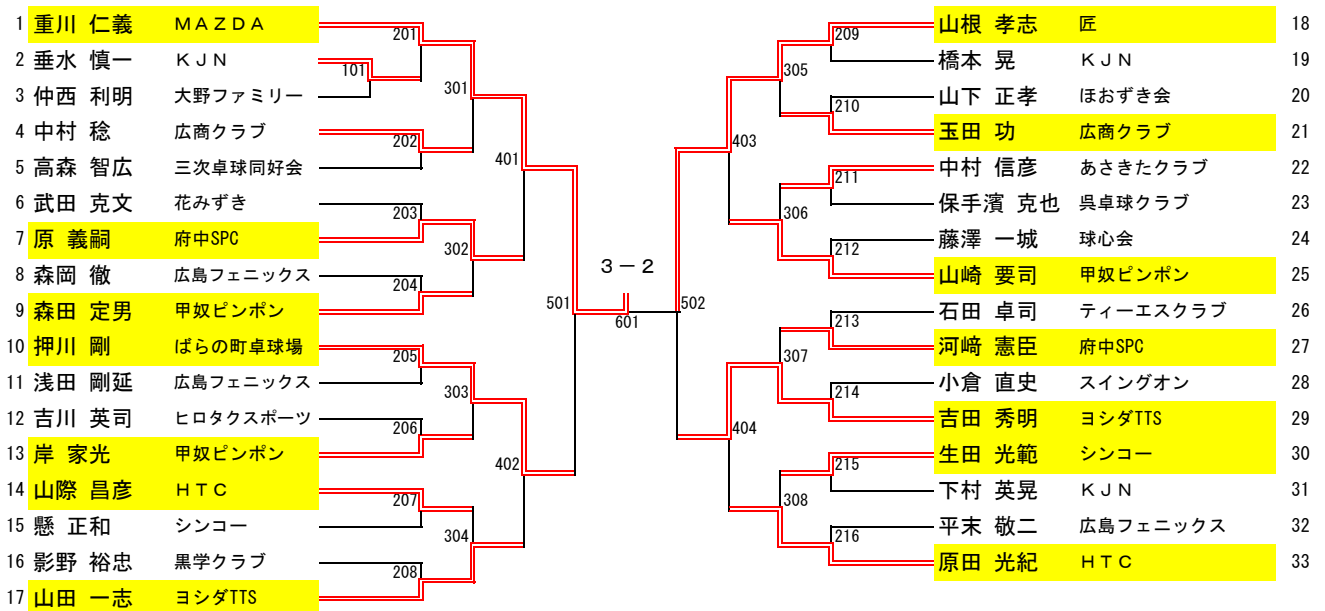 1 重川 仁義 ＭＡＺＤＡ
2 垂水 慎一 ＫＪＮ
3 仲西 利明 大野ファミリー
4 中村 稔 広商クラブ
5 高森 智広 三次卓球同好会
6 武田 克文 花みずき
7 原 義嗣 府中SPC
8 森岡 徹 広島フェニックス
9 森田 定男 甲奴ピンポン
10 押川 剛 ばらの町卓球場
11 浅田 剛延 広島フェニックス
12 吉川 英司 ヒロタクスポーツ
13 岸 家光 甲奴ピンポン
14 山際 昌彦 ＨＴＣ
15 懸 正和 シンコー
16 影野 裕忠 黒学クラブ
17 山田 一志 ヨシダTTS
201
101
202
203
204
205
206
207
208
301
302
303
304
401
402
501
3－2
601
502
403
404
305
306
307
308
209
210
211
212
213
214
215
216
山根 孝志 匠 18
橋本 晃 ＫＪＮ 19
山下 正孝 ほおずき会 20
玉田 功 広商クラブ 21
中村 信彦 あさきたクラブ 22
保手濱 克也 呉卓球クラブ 23
藤澤 一城 球心会 24
山崎 要司 甲奴ピンポン 25
石田 卓司 ティーエスクラブ 26
河﨑 憲臣 府中SPC 27
小倉 直史 スイングオン 28
吉田 秀明 ヨシダTTS 29
生田 光範 シンコー 30
下村 英晃 ＫＪＮ 31
平末 敬二 広島フェニックス 32
原田 光紀 ＨＴＣ 33